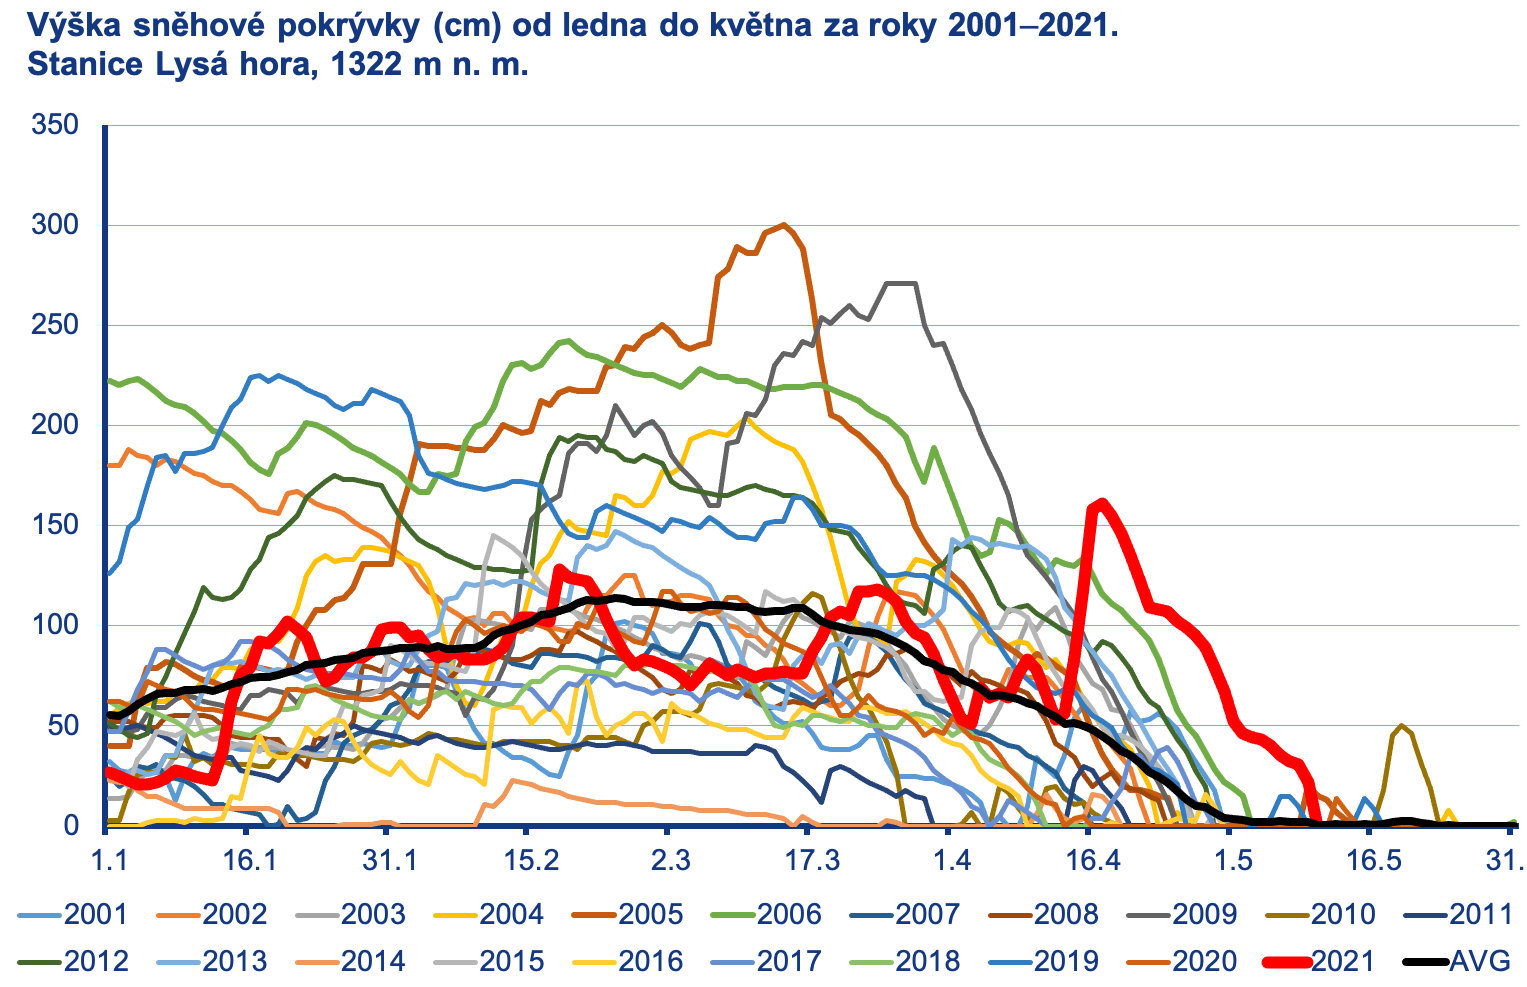 Výška sněhové pokrývky (cm) od ledna do května za roky 2001–2021.
Stanice Lysá hora, 1322 m n. m.
350
300
250
200
150
100
50
0
1.1 16.1 31.1 15.2 2.3 17.3 1.4 16.4 1.5 16.5 31.
2001 2002 2003 2004 2005 2006 2007 2008 2009 2010 2011
2012 2013 2014 2015 2016 2017 2018 2019 2020 2021 AVG